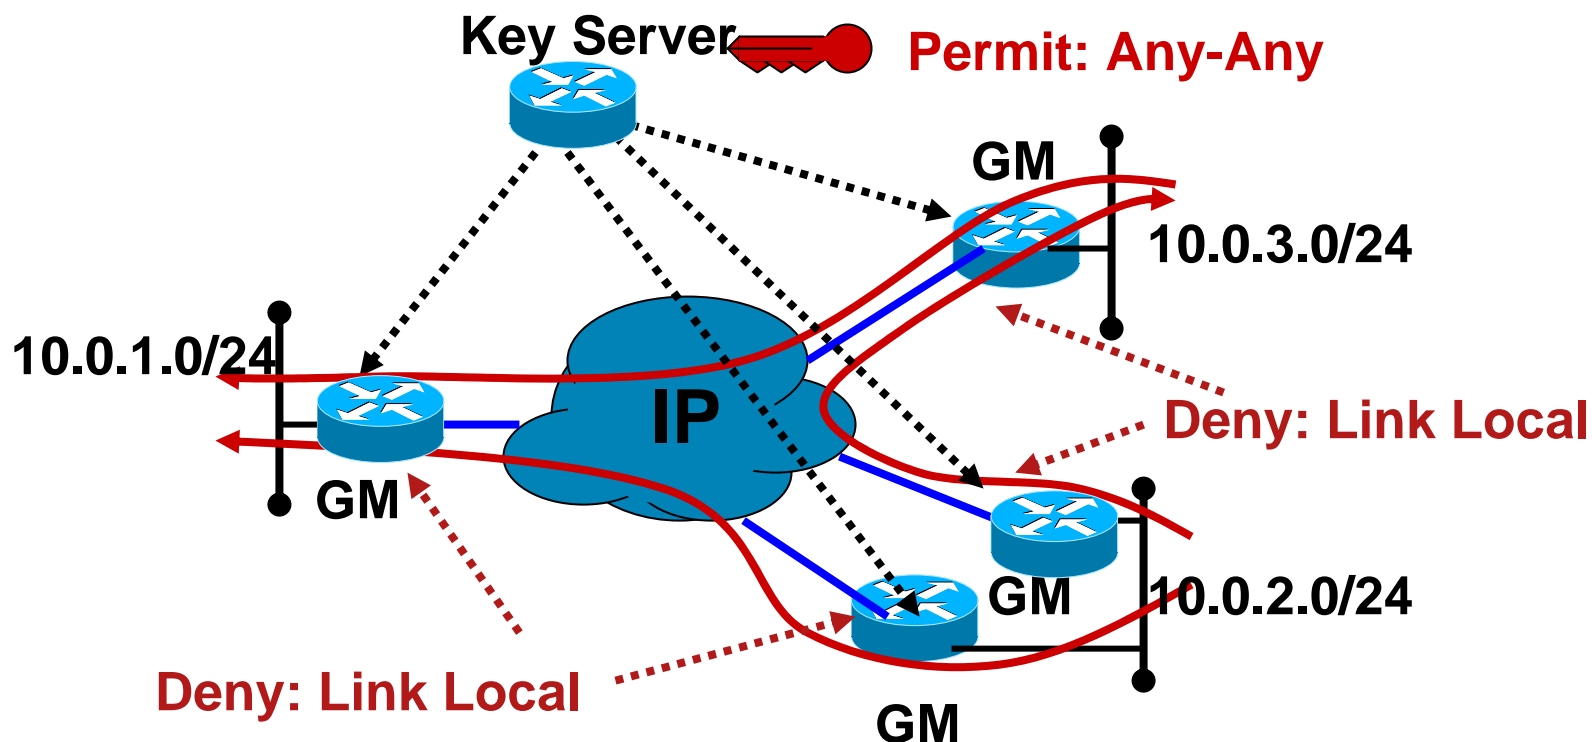 Key Server
Permit: Any-Any
GM
10.0.3.0/24
10.0.1.0/24
IP
Deny: Link Local
GM
GM
10.0.2.0/24
Deny: Link Local
GM